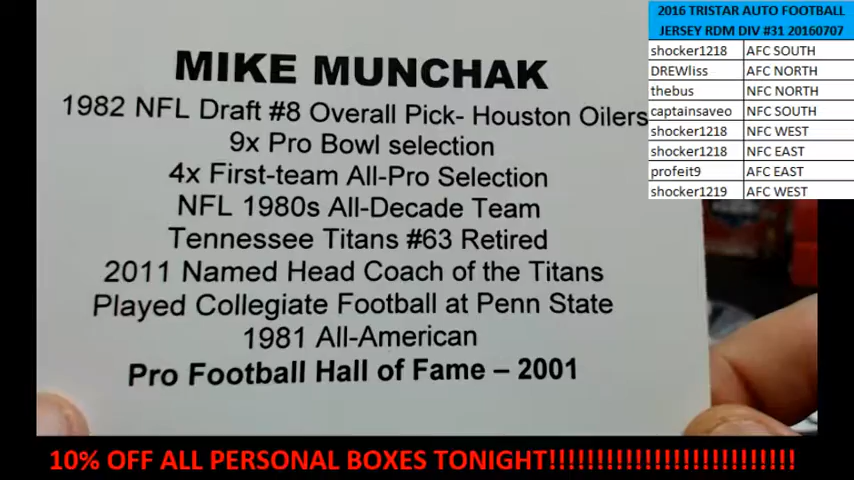 MIKE MUNCHAK
1982 NFL Draft #8 Overall Pick- Houston Oilers
9x Pro Bowl selection
4x First-team All-Pro Selection
NFL 1980s All-Decade Team
Tennessee Titans #63 Retired
2011 Named Head Coach of the Titans
Played Collegiate Football at Penn State
1981 All-American
Pro Football Hall of Fame – 2001
2016 TRISTAR AUTO FOOTBALL
JERSEY RDM DIV #31 20160707
shocker1218 AFC SOUTH
DREWliss AFC NORTH
thebus NFC NORTH
captainsaveo NFC SOUTH
shocker1218 NFC WEST
shocker1218 NFC EAST
profeit9 AFC EAST
shocker1219 AFC WEST
10% OFF ALL PERSONAL BOXES TONIGHT!!!!!!!!!!!!!!!!!!!!!!!!!!